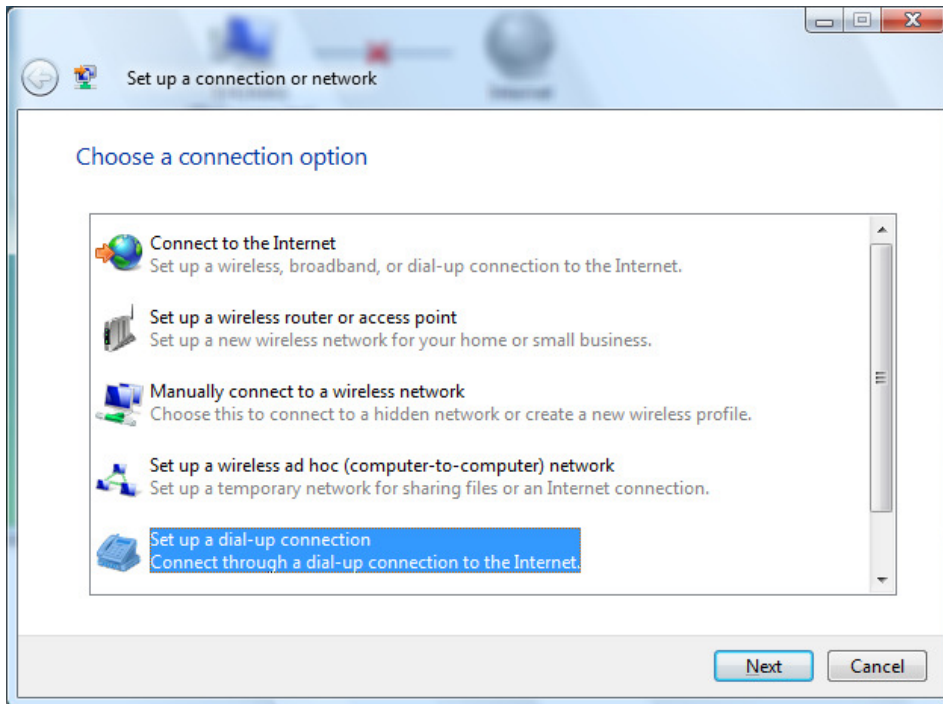 Set up a connection or network
Choose a connection option
Connect to the Internet
Set up a wireless, broadband, or dial-up connection to the Internet.
Set up a wireless router or access point
Set up a new wireless network for your home or small business.
Manually connect to a wireless network
Choose this to connect to a hidden network or create a new wireless profile.
Set up a wireless ad hoc (computer-to-computer) network
Set up a temporary network for sharing files or an Internet connection.
Set up a dial-up connection
Connect through a dial-up connection to the Internet.
Next
Cancel